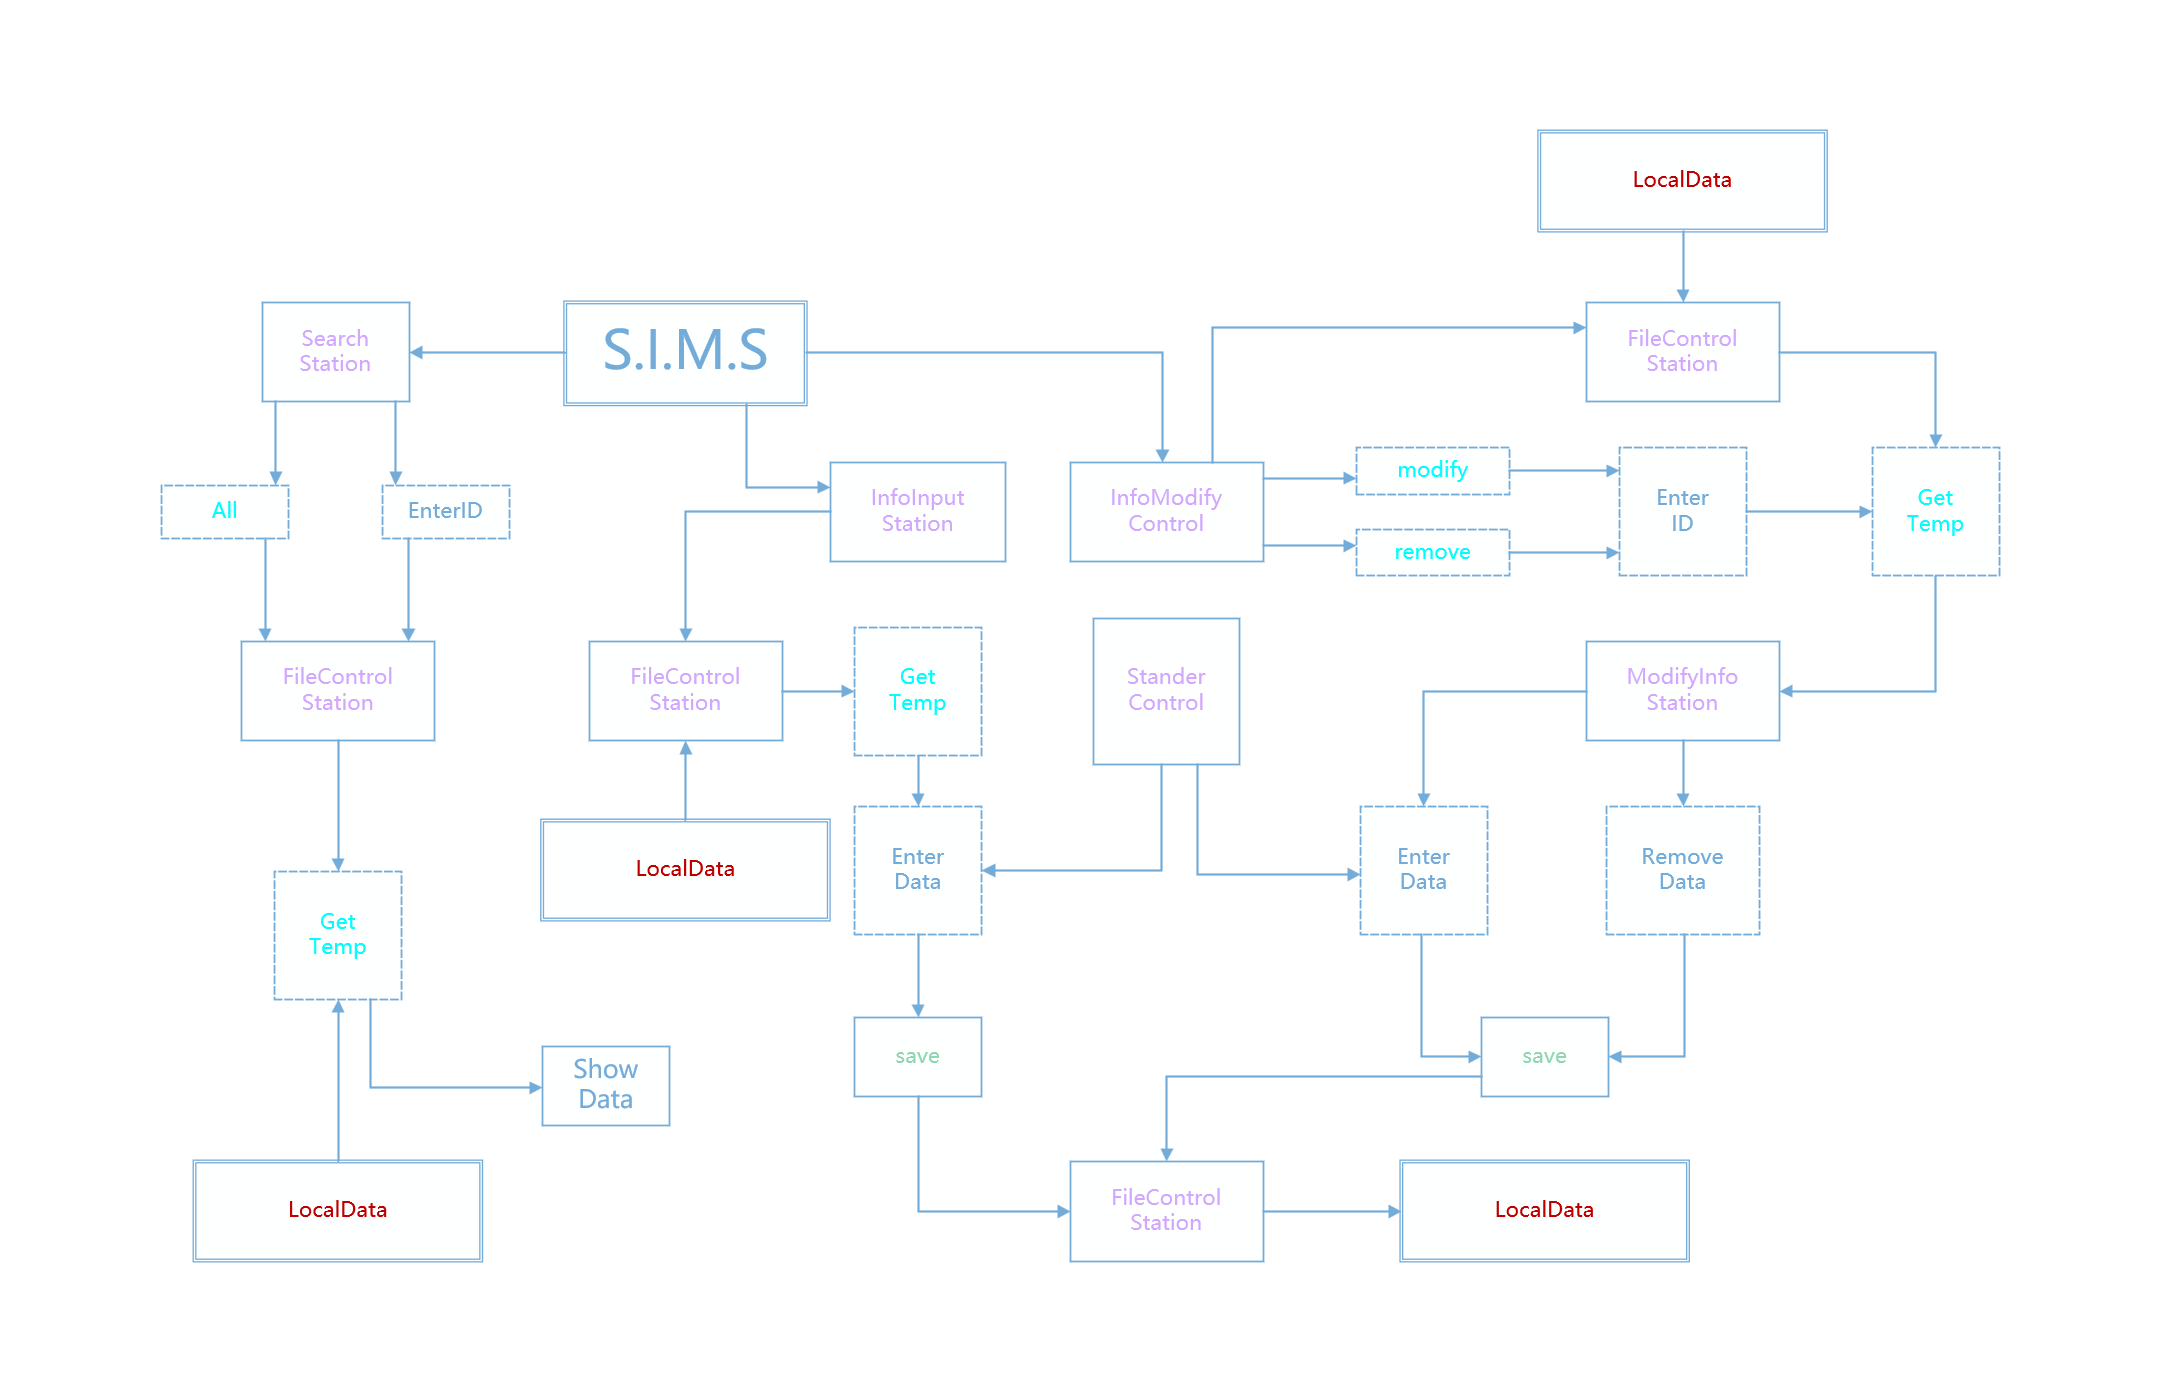 LocalData
Search
Station
S.I.M.S
FileControl
Station
All
EnterID
InfoInput
Station
InfoModify
Control
modify
remove
Enter
ID
Get
Temp
FileControl
Station
FileControl
Station
Get
Temp
Stander
Control
ModifyInfo
Station
LocalData
Enter
Data
Enter
Data
Remove
Data
Get
Temp
Show
Data
save
save
LocalData
FileControl
Station
LocalData